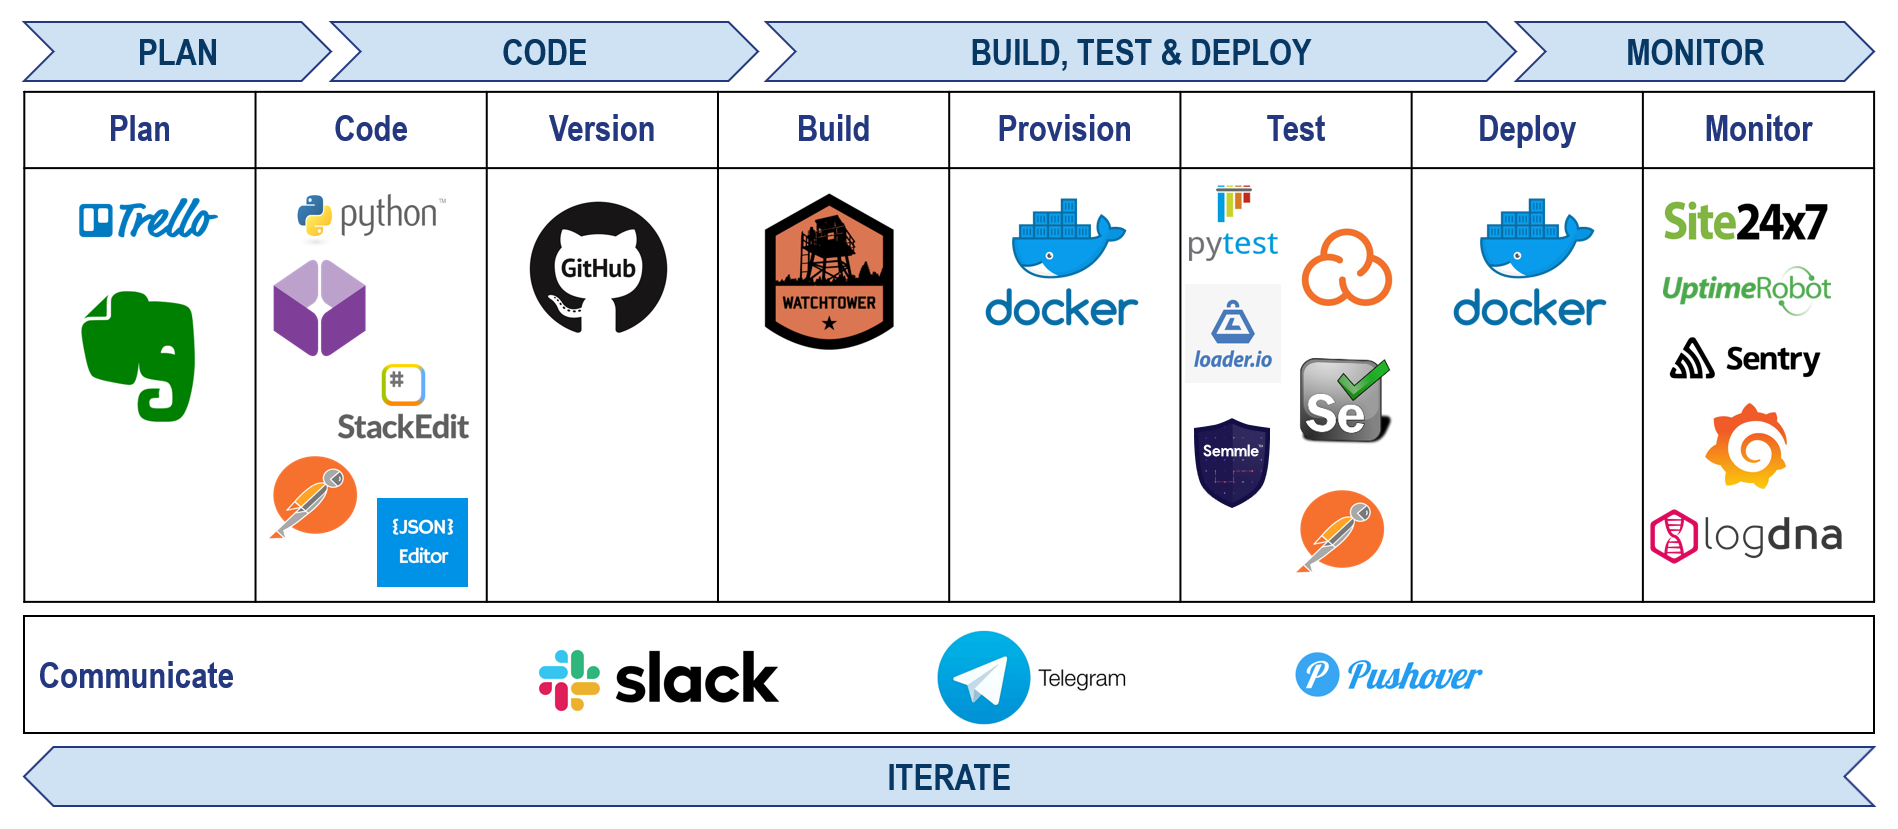 PLAN
CODE
BUILD, TEST & DEPLOY
MONITOR
Plan
Code
Version
Build
Provision
Test
Deploy
Monitor
Trello
python™
#
StackEdit
{JSON}
Editor
GitHub
WATCHTOWER
docker
pytest
loader.io
Se
Semmle™
docker
Site24x7
UptimeRobot
Sentry
logdna
Communicate
slack
Telegram
P Pushover
ITERATE